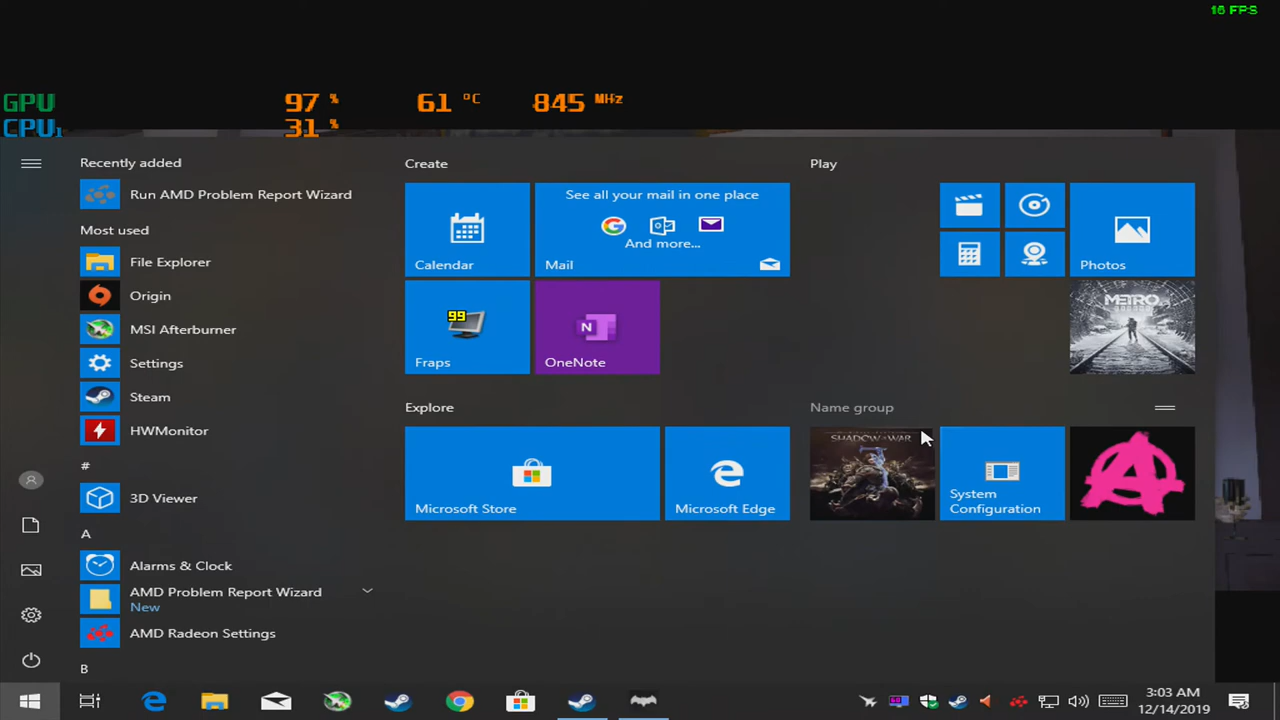 16 FPS
GPU 97 % 61 °C 845 MHz
CPU1 31 %
Recently added
Run AMD Problem Report Wizard
Most used
File Explorer
Origin
MSI Afterburner
Settings
Steam
HWMonitor
#
3D Viewer
A
Alarms & Clock
AMD Problem Report Wizard
New
AMD Radeon Settings
B
Create
Calendar
See all your mail in one place
And more...
Mail
99
Fraps
N
OneNote
Explore
Microsoft Store
Microsoft Edge
Play
Photos
METRO
Name group
SHADOW OF WAR
System
Configuration
3:03 AM
12/14/2019